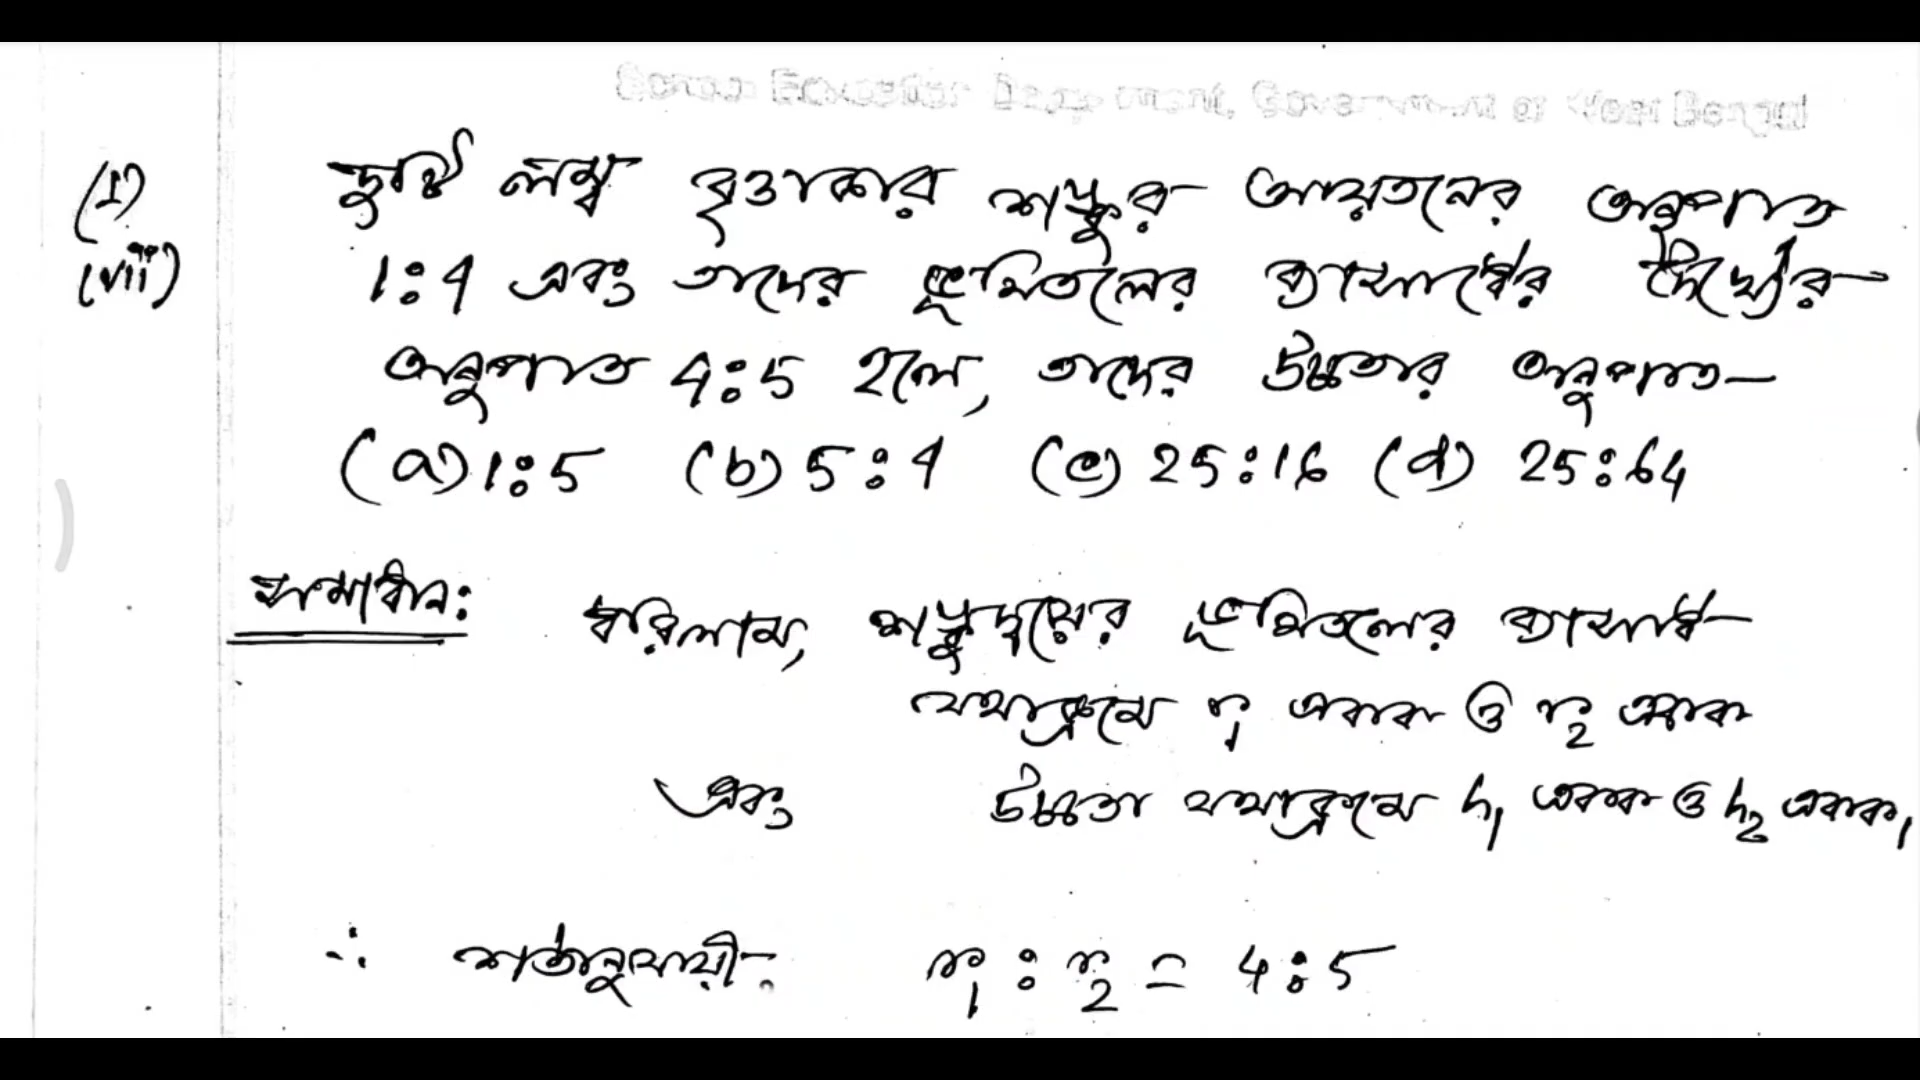 School Education Department, Government of West Bengal
(I) দুটি লম্ব বৃত্তাকার শঙ্কুর আয়তনের অনুপাত
(vii) 1:4 এবং তাদের ভূমিতলের ব্যাসার্ধের দৈর্ঘ্যের
অনুপাত 4:5 হলে, তাদের উচ্চতার অনুপাত
(a) 1:5 (b) 5:4 (c) 25:16 (d) 25:64
সমাধান: ধরিলাম, শঙ্কুদ্বয়ের ভূমিতলের ব্যাসার্ধ
যথাক্রমে r₁ একক ও r₂ একক
এবং উচ্চতা যথাক্রমে h₁ একক ও h₂ একক।
∴ শর্তানুযায়ী. r₁ : r₂ = 4:5